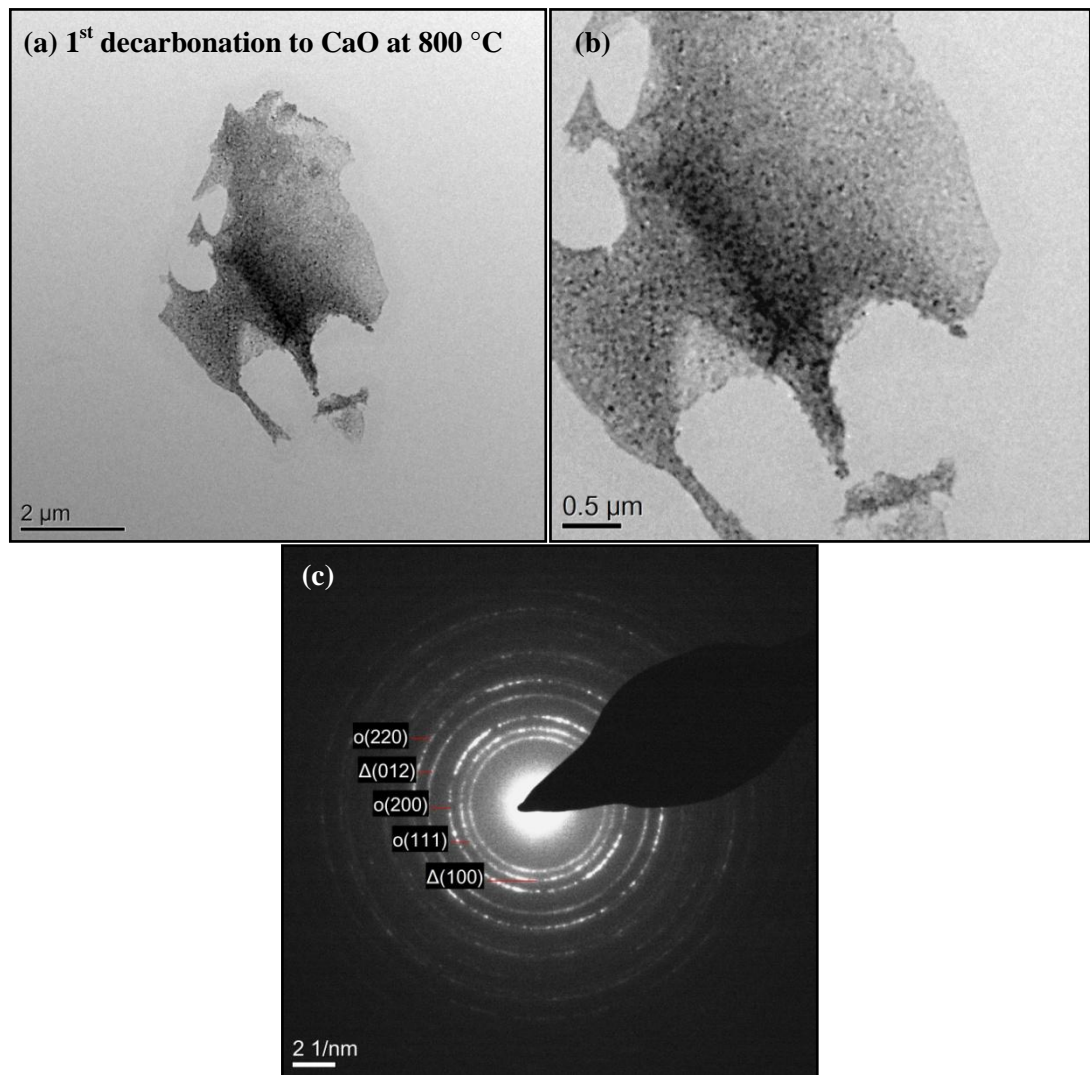 (a) 1st decarbonation to CaO at 800 °C
(b)
2 µm
0.5 µm
(c)
o(220)
Δ(012)
o(200)
o(111)
Δ(100)
2 1/nm